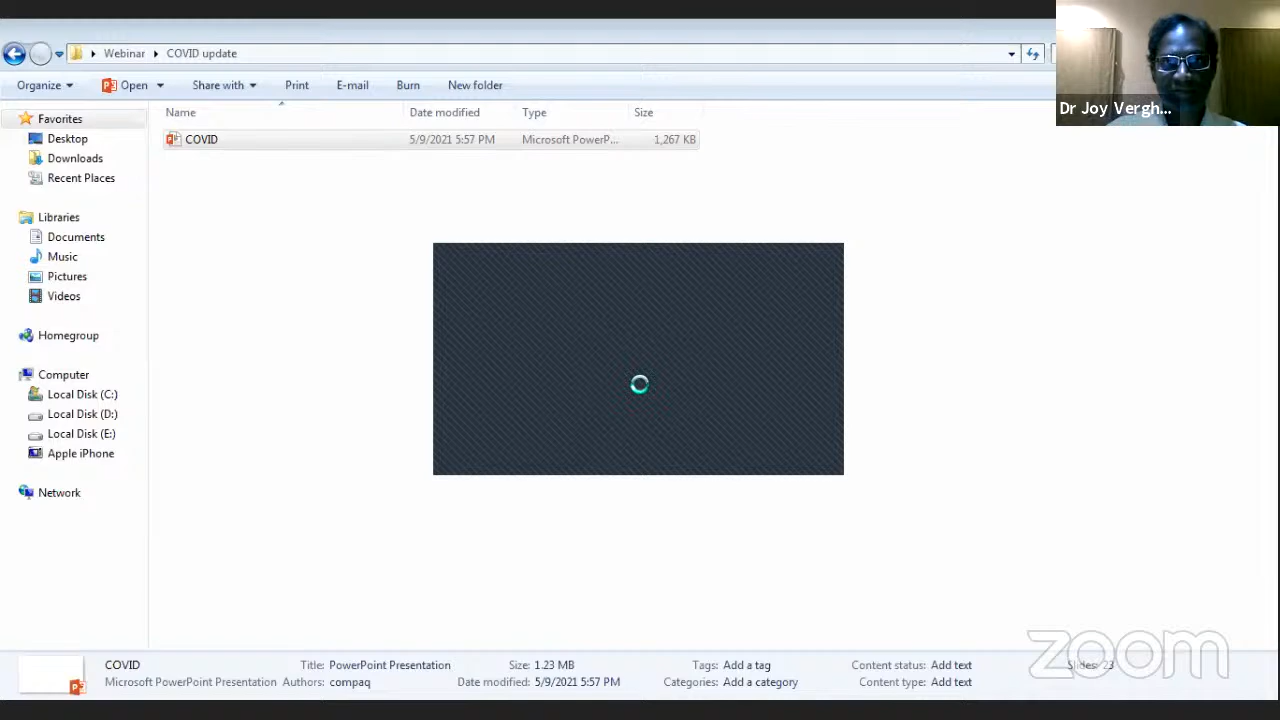 Webinar COVID update
Organize Open Share with Print E-mail Burn New folder
Dr Joy Vergh...
Name Date modified Type Size
COVID 5/9/2021 5:57 PM Microsoft PowerP... 1,267 KB
Favorites
Desktop
Downloads
Recent Places
Libraries
Documents
Music
Pictures
Videos
Homegroup
Computer
Local Disk (C:)
Local Disk (D:)
Local Disk (E:)
Apple iPhone
Network
COVID Title: PowerPoint Presentation Size: 1.23 MB Tags: Add a tag Content status: Add text Slides: 23
Microsoft PowerPoint Presentation Authors: compaq Date modified: 5/9/2021 5:57 PM Categories: Add a category Content type: Add text
zoom